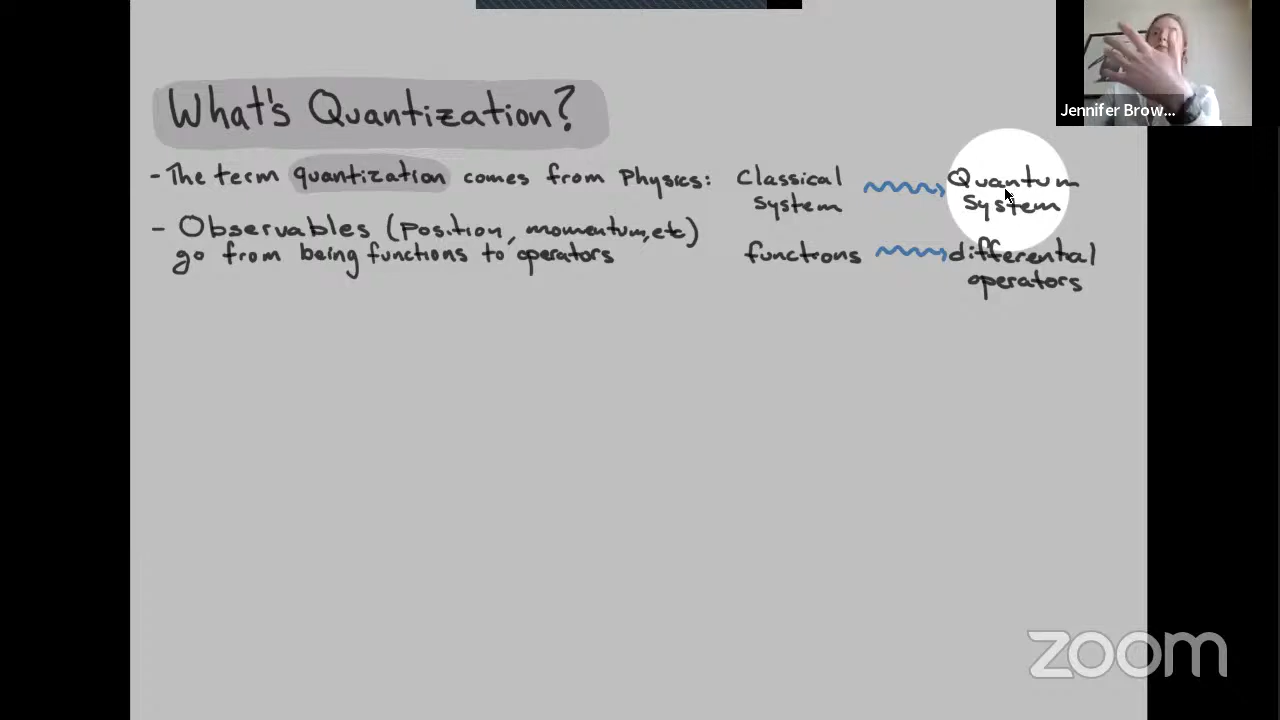 Jennifer Brow...
What's Quantization?
- The term quantization comes from Physics: Classical system Quantum System
- Observables (position, momentum, etc) go from being functions to operators
functions differential operators
zoom